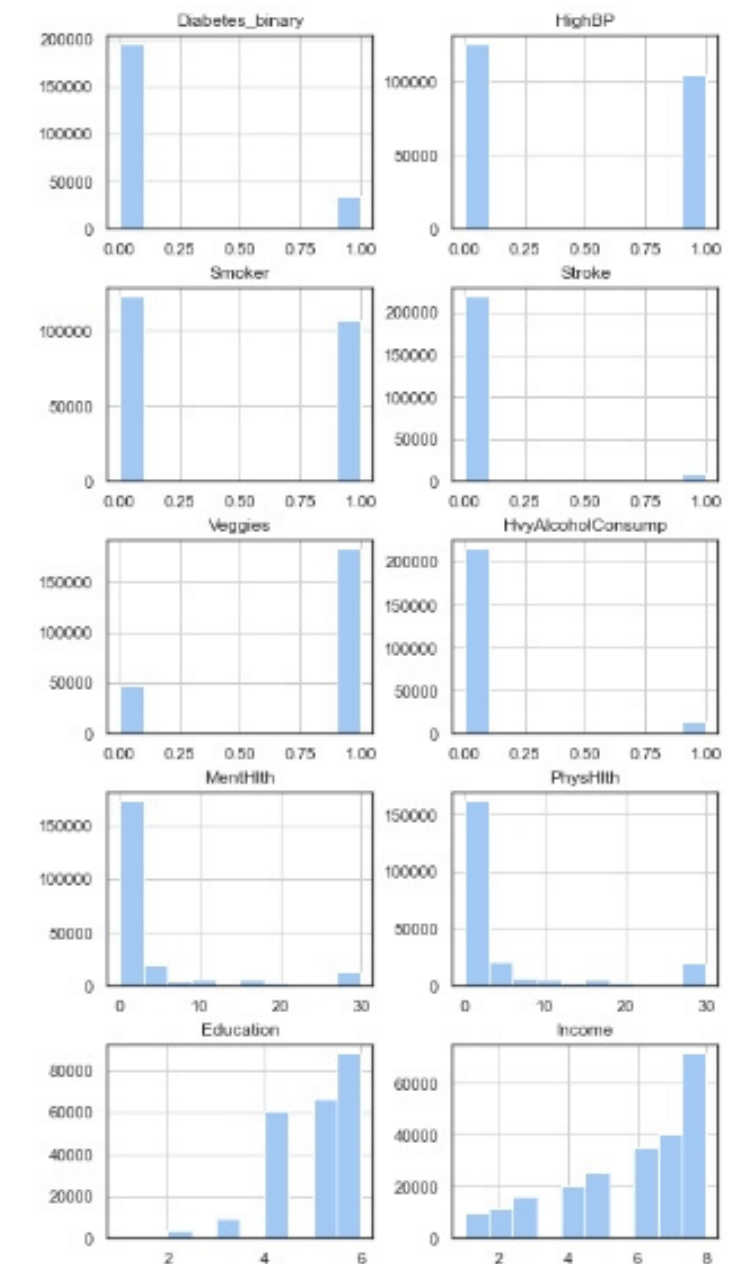 Diabetes_binary HighBP
200000
150000 100000
100000
50000 50000
0 0
0.00 0.25 0.50 0.75 1.00 0.00 0.25 0.50 0.75 1.00
Smoker Stroke
200000
100000 150000
50000 100000
50000
0 0
0.00 0.25 0.50 0.75 1.00 0.00 0.25 0.50 0.75 1.00
Veggies HvyAlcoholConsump
200000
150000 150000
100000 100000
50000 50000
0 0
0.00 0.25 0.50 0.75 1.00 0.00 0.25 0.50 0.75 1.00
MentHlth PhysHlth
150000 150000
100000 100000
50000 50000
0 0
0 10 20 30 0 10 20 30
Education Income
80000
60000 60000
40000 40000
20000 20000
0 0
2 4 6 2 4 6 8